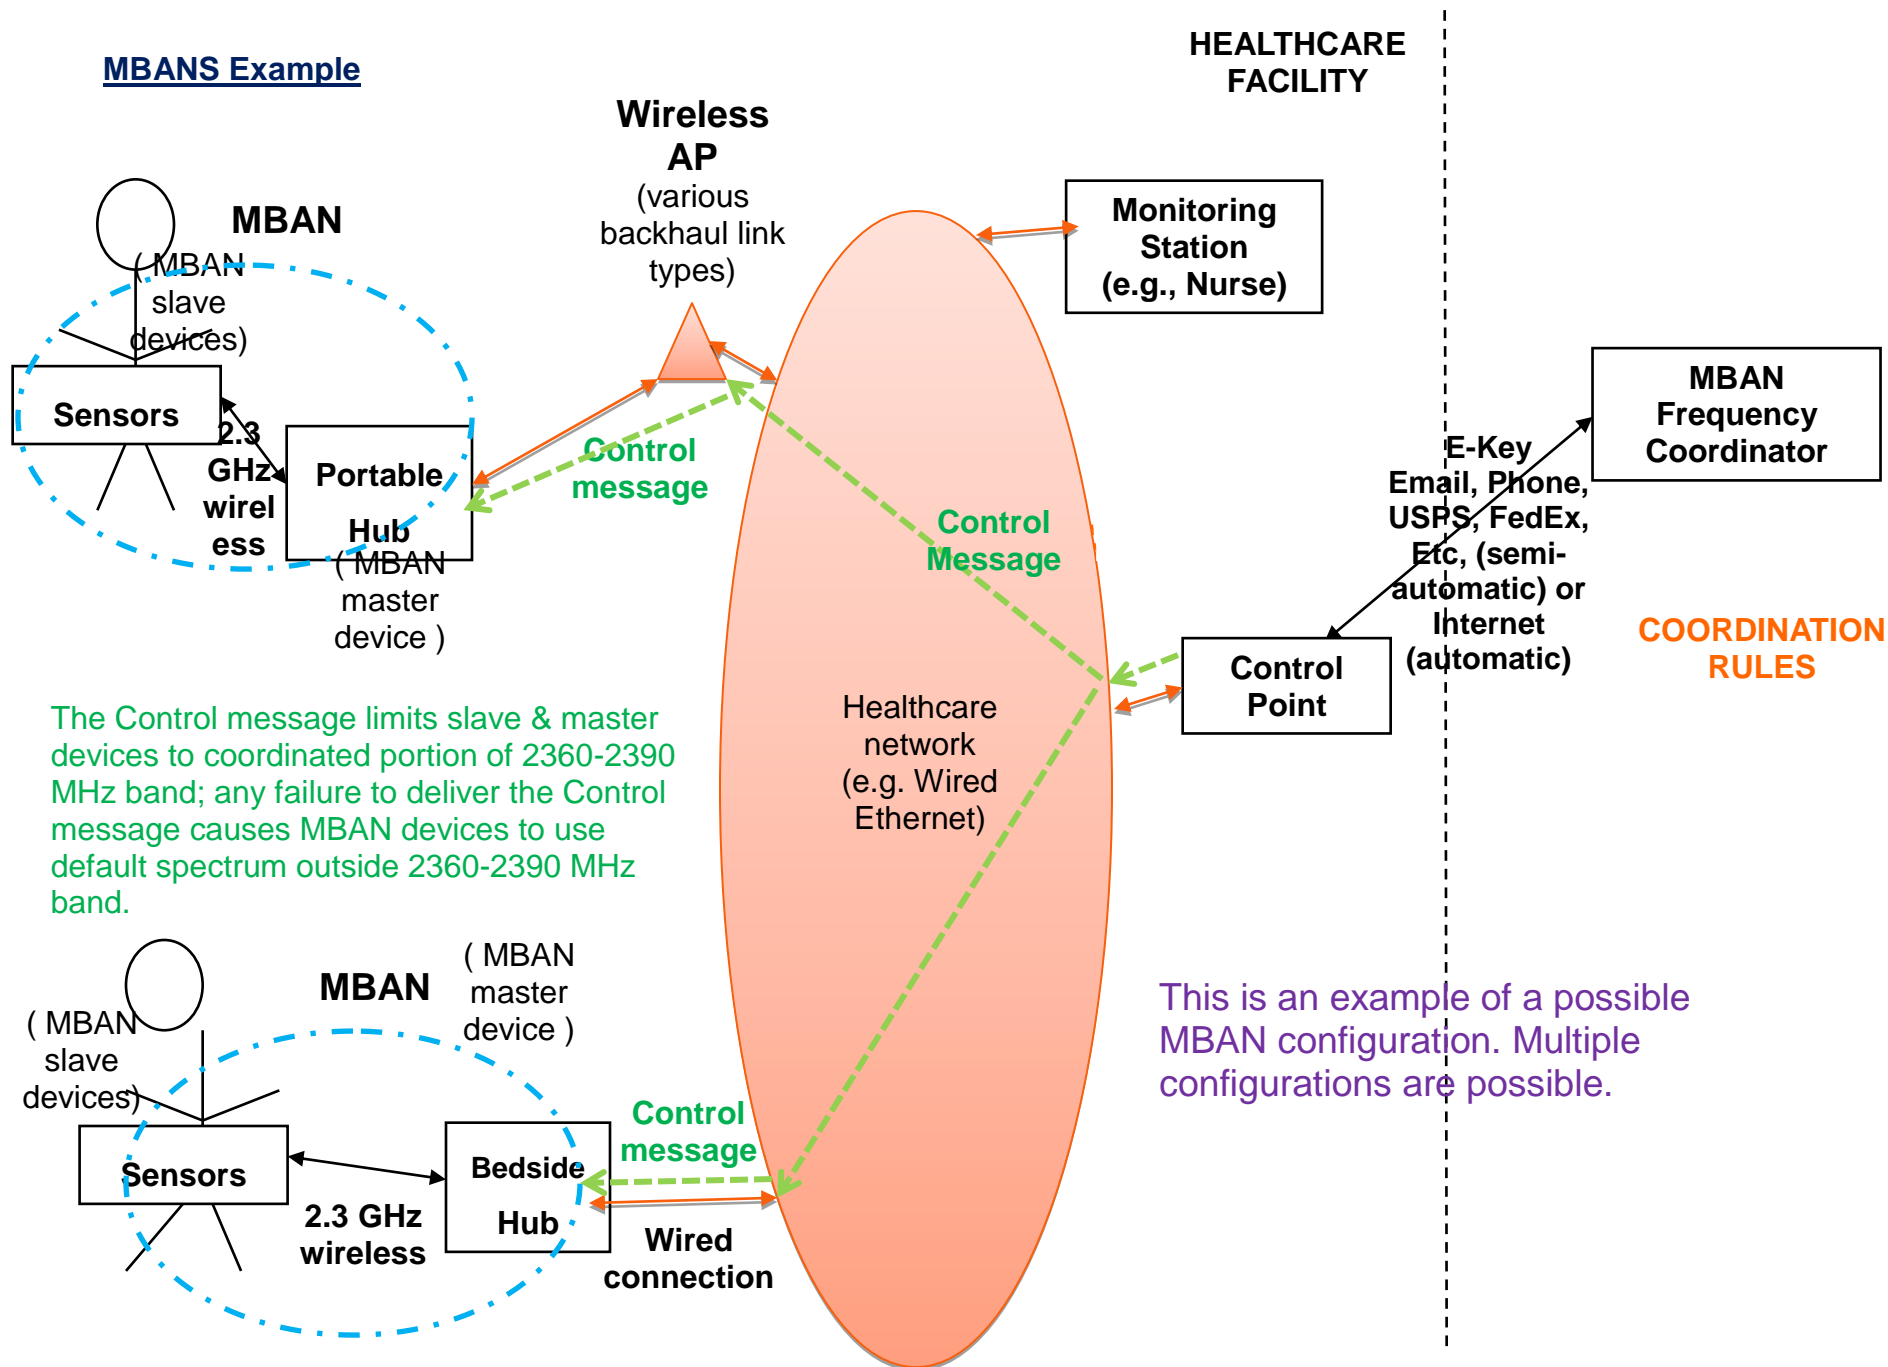 MBANS Example
HEALTHCARE
FACILITY
Wireless
AP
(various
backhaul link
types)
MBAN
( MBAN
slave
devices)
Sensors
2.3
GHz
wirel
ess
Portable
Hub
( MBAN
master
device )
Control
message
Monitoring
Station
(e.g., Nurse)
MBAN
Frequency
Coordinator
E-Key
Email, Phone,
USPS, FedEx,
Etc, (semi-
automatic) or
Internet
(automatic)
COORDINATION
RULES
Control
Message
Control
Point
Healthcare
network
(e.g. Wired
Ethernet)
The Control message limits slave & master
devices to coordinated portion of 2360-2390
MHz band; any failure to deliver the Control
message causes MBAN devices to use
default spectrum outside 2360-2390 MHz
band.
MBAN
( MBAN
master
device )
( MBAN
slave
devices)
Sensors
2.3 GHz
wireless
Bedside
Hub
Control
message
Wired
connection
This is an example of a possible
MBAN configuration. Multiple
configurations are possible.